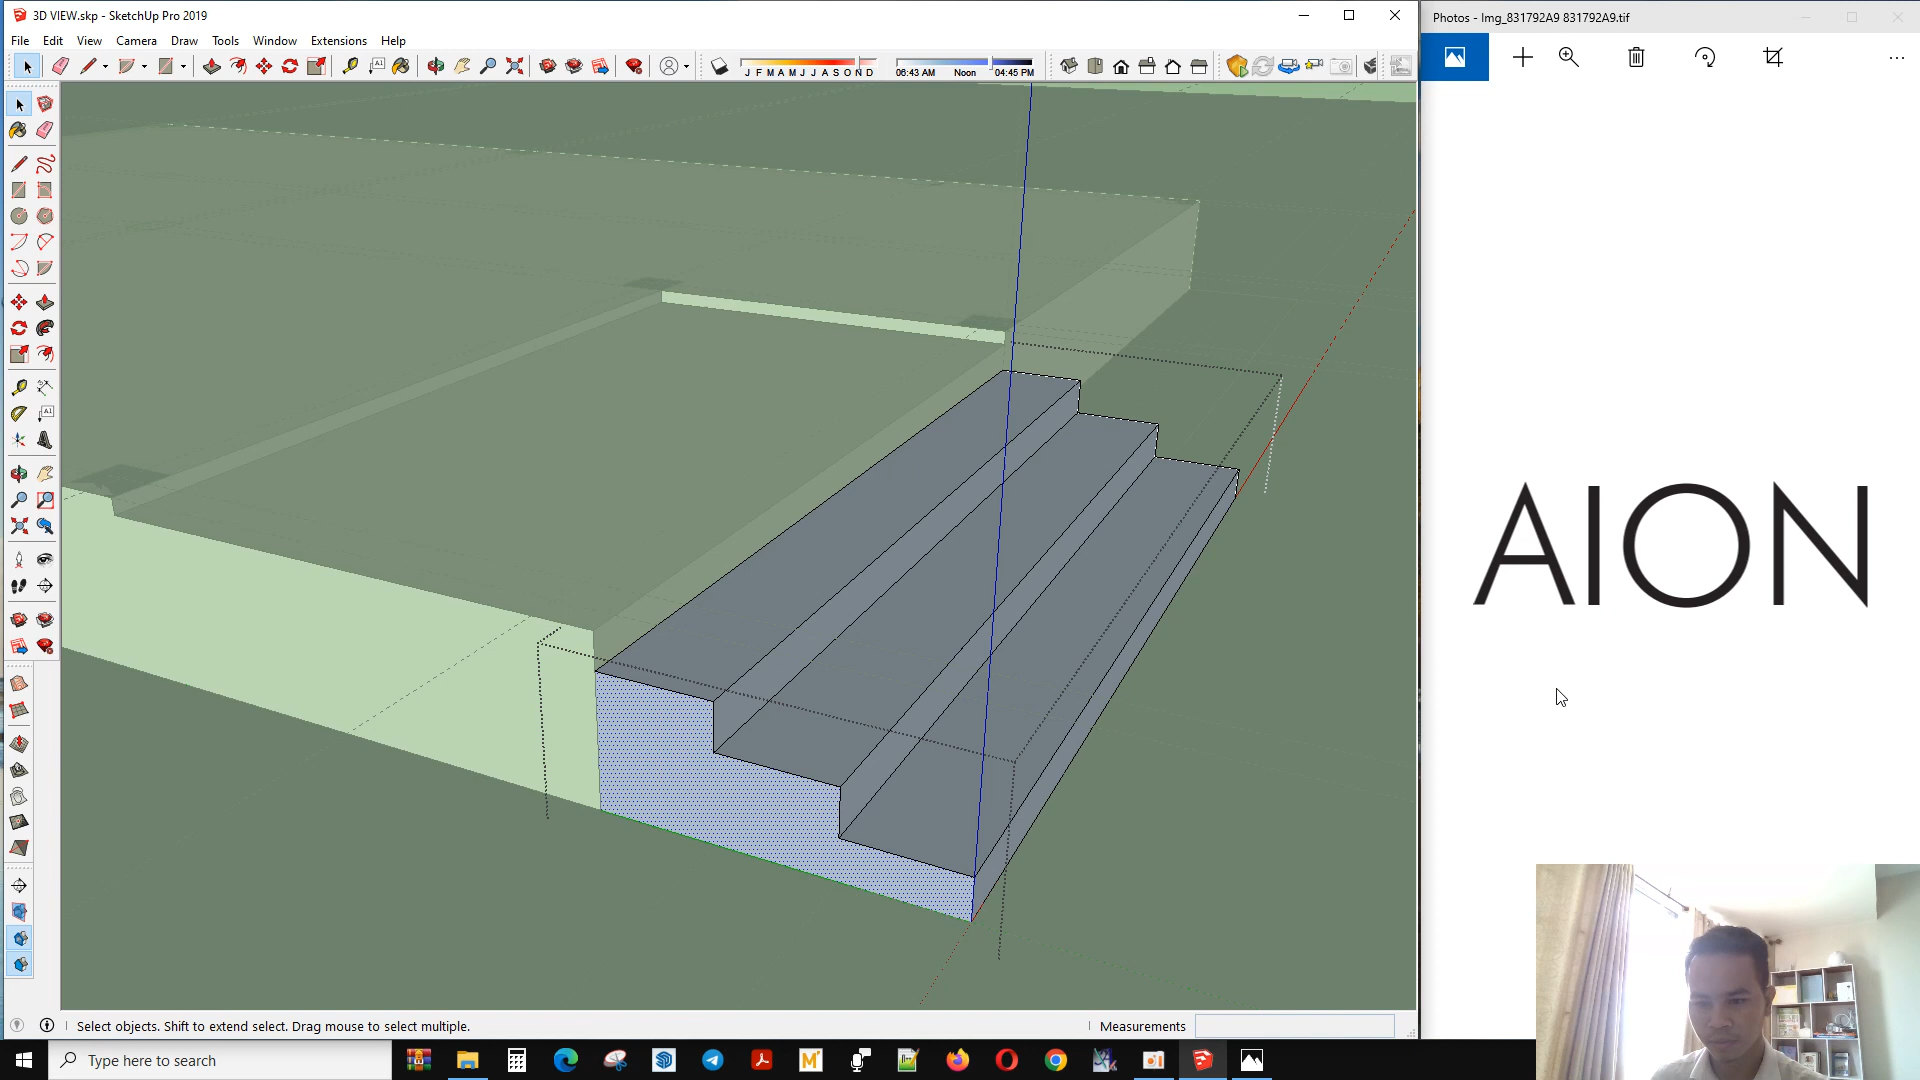 3D VIEW.skp - SketchUp Pro 2019
File Edit View Camera Draw Tools Window Extensions Help
J F M A M J J A S O N D
06:43 AM Noon 04:45 PM
Select objects. Shift to extend select. Drag mouse to select multiple.
Measurements
Type here to search
Photos - Img_831792A9 831792A9.tif
AION